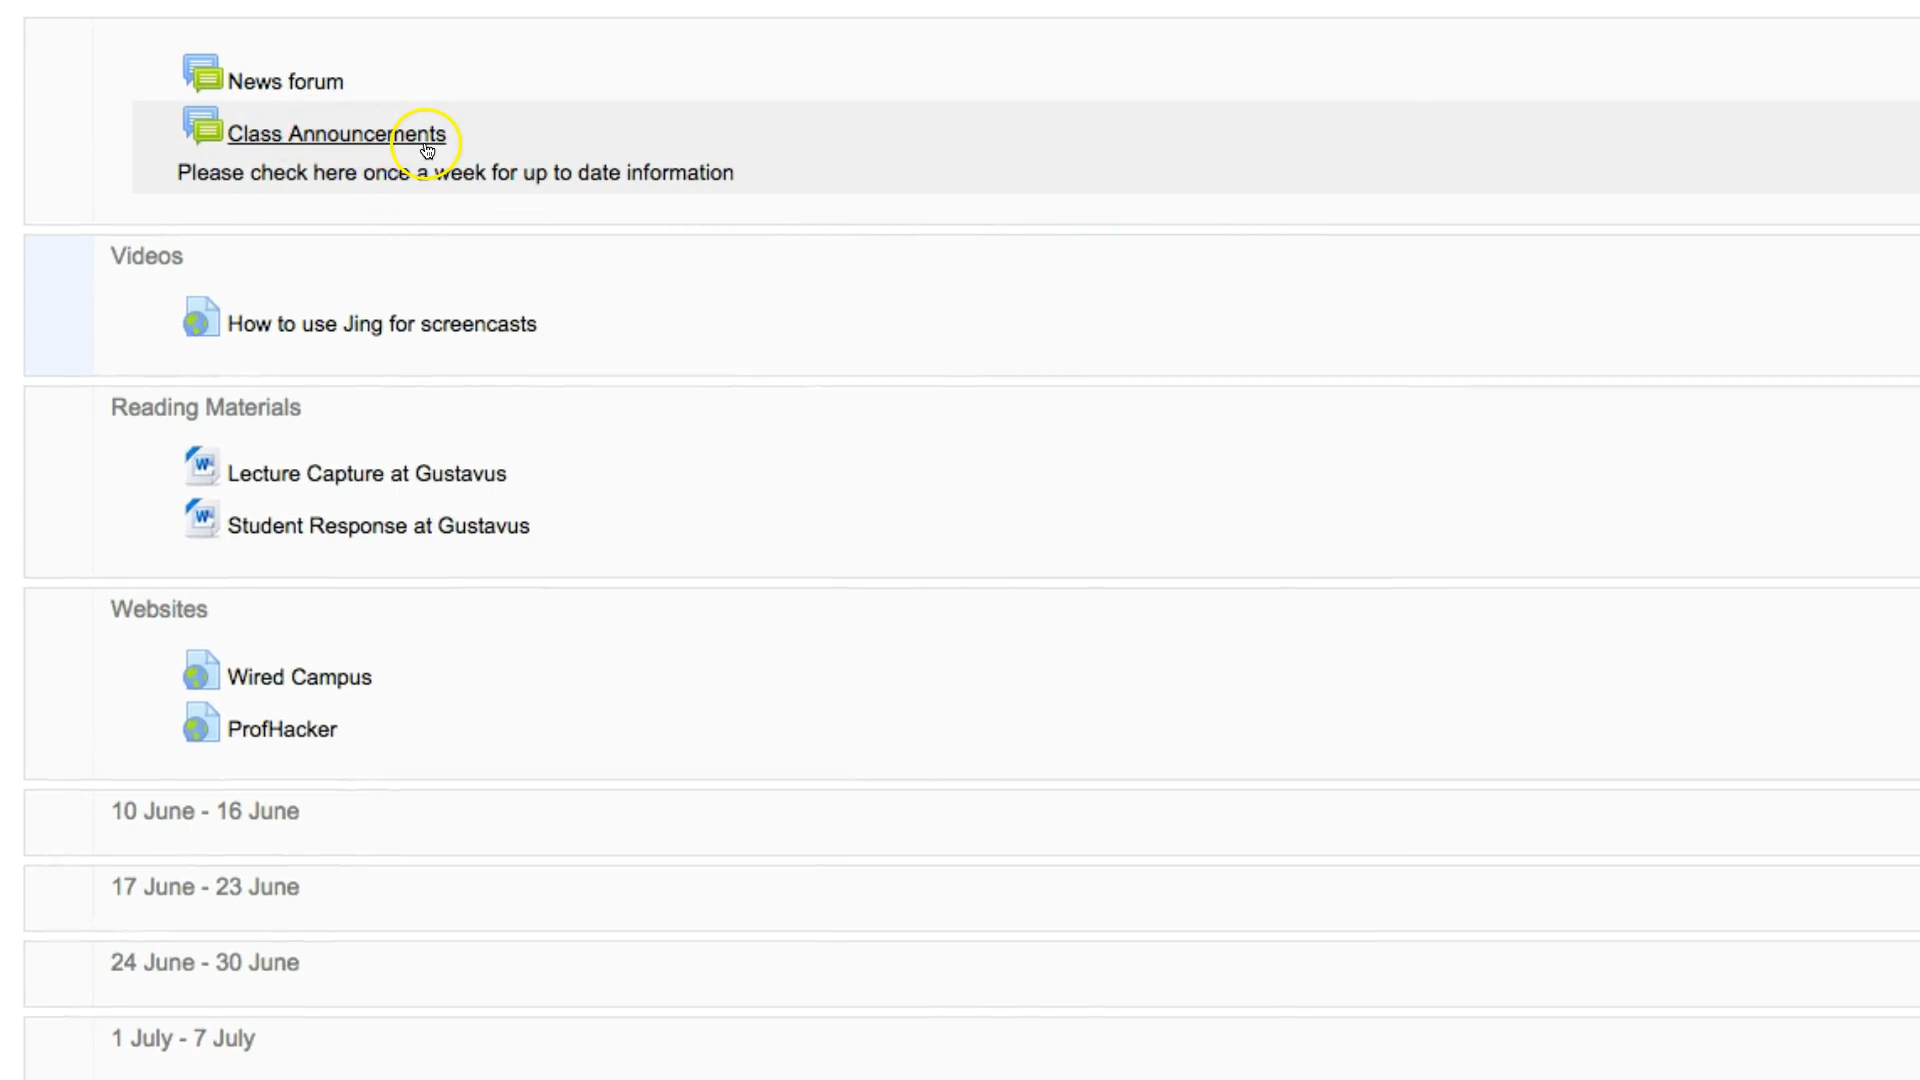 News forum
Class Announcements
Please check here once a week for up to date information
Videos
How to use Jing for screencasts
Reading Materials
Lecture Capture at Gustavus
Student Response at Gustavus
Websites
Wired Campus
ProfHacker
10 June - 16 June
17 June - 23 June
24 June - 30 June
1 July - 7 July